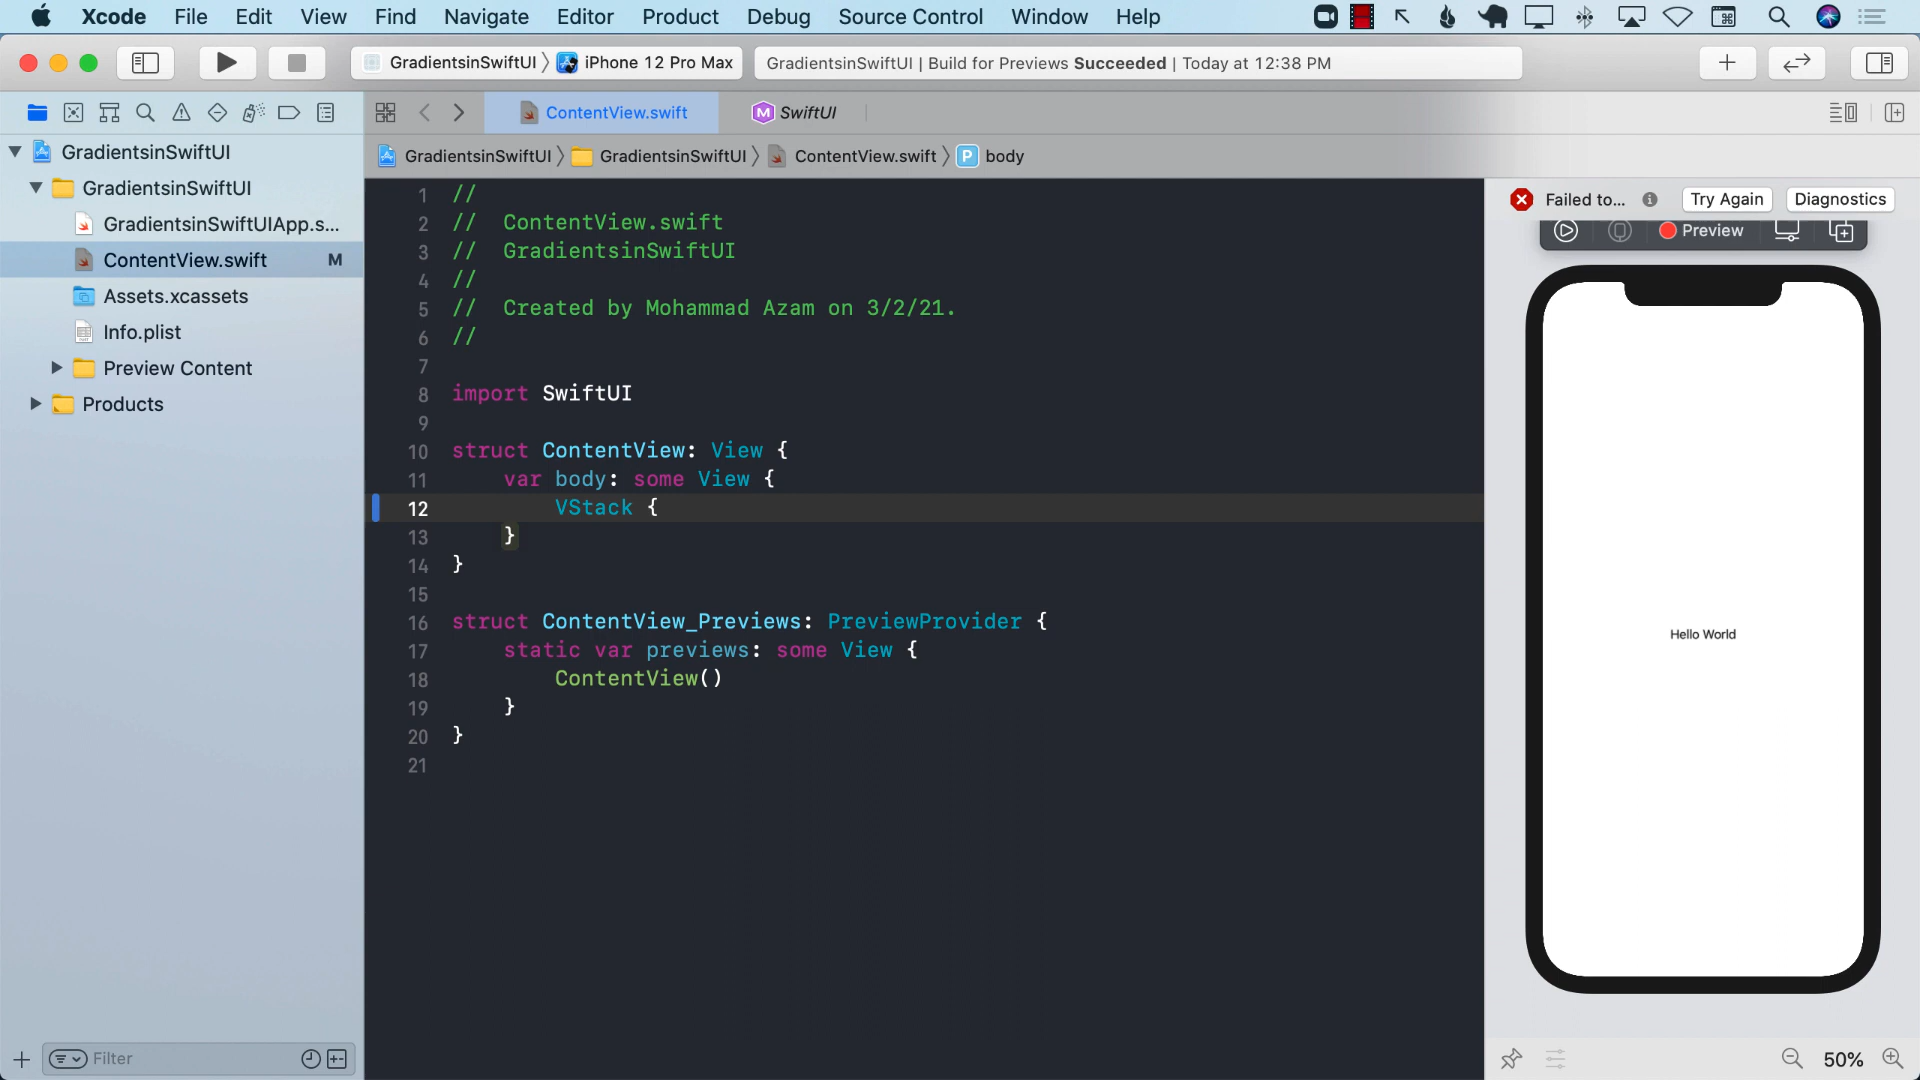 Xcode File Edit View Find Navigate Editor Product Debug Source Control Window Help
GradientsinSwiftUI 〉 iPhone 12 Pro Max
GradientsinSwiftUI | Build for Previews Succeeded | Today at 12:38 PM
ContentView.swift
M SwiftUI
GradientsinSwiftUI 〉 GradientsinSwiftUI 〉 ContentView.swift 〉 P body
GradientsinSwiftUI
GradientsinSwiftUI
GradientsinSwiftUIApp.s...
ContentView.swift M
Assets.xcassets
Info.plist
Preview Content
Products
Filter
1 //
2 //  ContentView.swift
3 //  GradientsinSwiftUI
4 //
5 //  Created by Mohammad Azam on 3/2/21.
6 //
7
8 import SwiftUI
9
10 struct ContentView: View {
11     var body: some View {
12         VStack {
13     }
14 }
15
16 struct ContentView_Previews: PreviewProvider {
17     static var previews: some View {
18         ContentView()
19     }
20 }
21
Failed to... Try Again Diagnostics
Preview
Hello World
50%